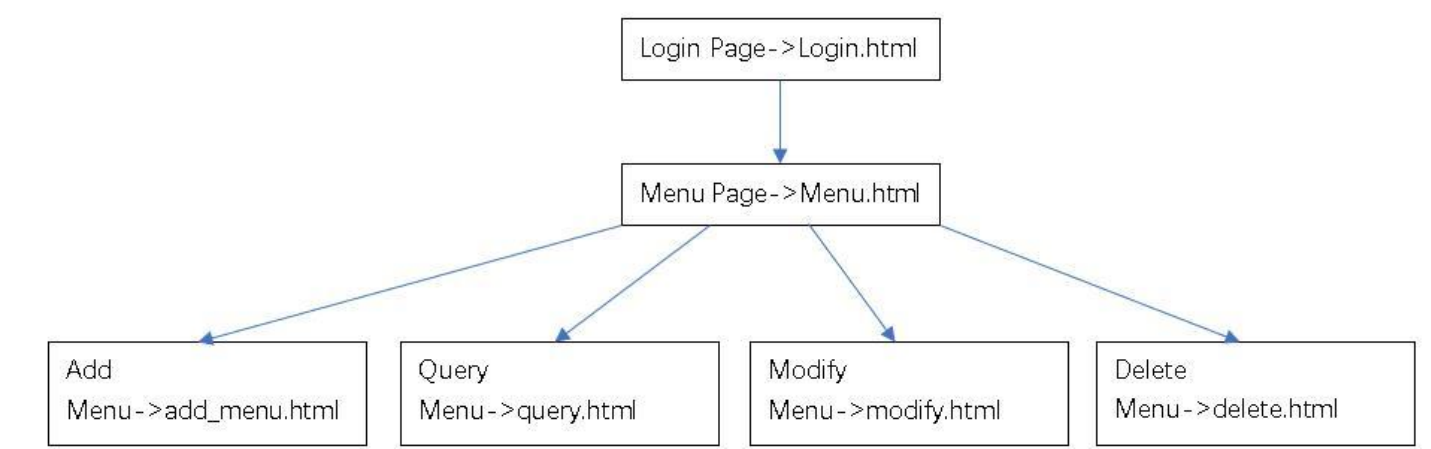 Login Page->Login.html
Menu Page->Menu.html
Add
Menu->add_menu.html
Query
Menu->query.html
Modify
Menu->modify.html
Delete
Menu->delete.html